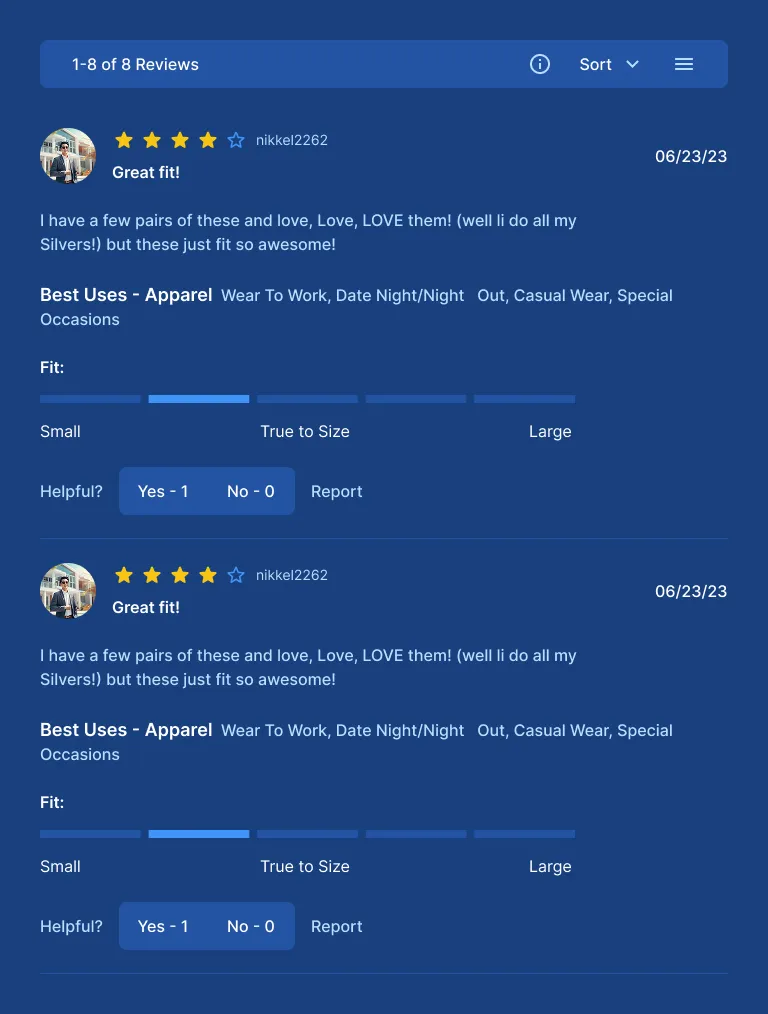 1-8 of 8 Reviews Sort
nikkel2262
Great fit!
06/23/23
I have a few pairs of these and love, Love, LOVE them! (well li do all my
Silvers!) but these just fit so awesome!
Best Uses - Apparel Wear To Work, Date Night/Night Out, Casual Wear, Special
Occasions
Fit:
Small True to Size Large
Helpful? Yes - 1 No - 0 Report
nikkel2262
Great fit!
06/23/23
I have a few pairs of these and love, Love, LOVE them! (well li do all my
Silvers!) but these just fit so awesome!
Best Uses - Apparel Wear To Work, Date Night/Night Out, Casual Wear, Special
Occasions
Fit:
Small True to Size Large
Helpful? Yes - 1 No - 0 Report